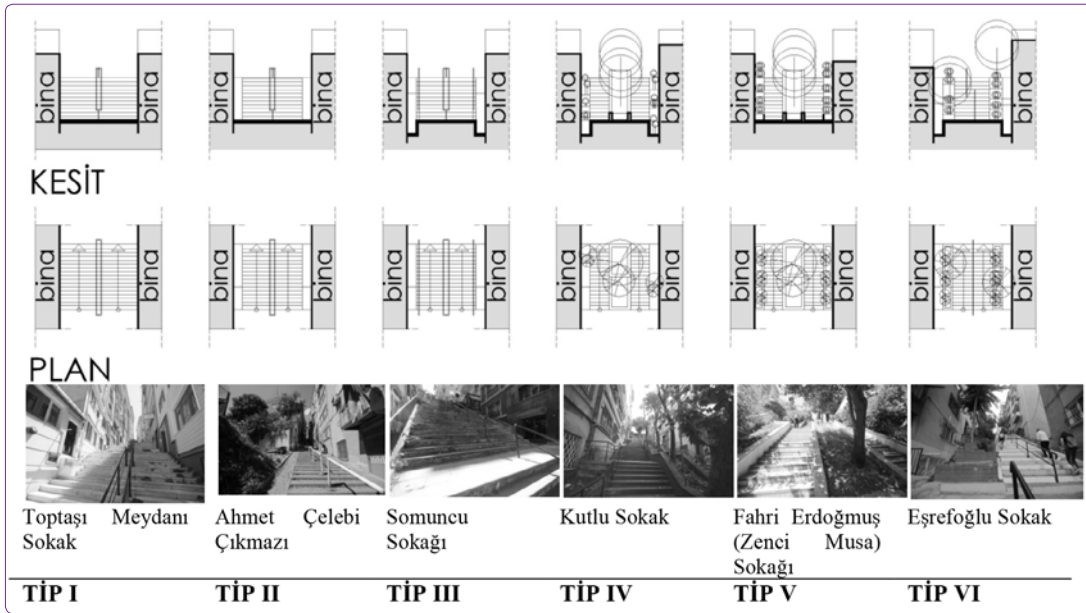 bina bina bina bina bina bina bina bina bina bina bina bina
KESİT
bina bina bina bina bina bina bina bina bina bina bina bina
PLAN
Toptaşı Meydanı
Sokak
Ahmet Çelebi
Çıkmazı
Somuncu
Sokağı
Kutlu Sokak
Fahri Erdoğmuş
(Zenci Musa)
Sokağı
Eşrefoğlu Sokak
TİP I TİP II TİP III TİP IV TİP V TİP VI